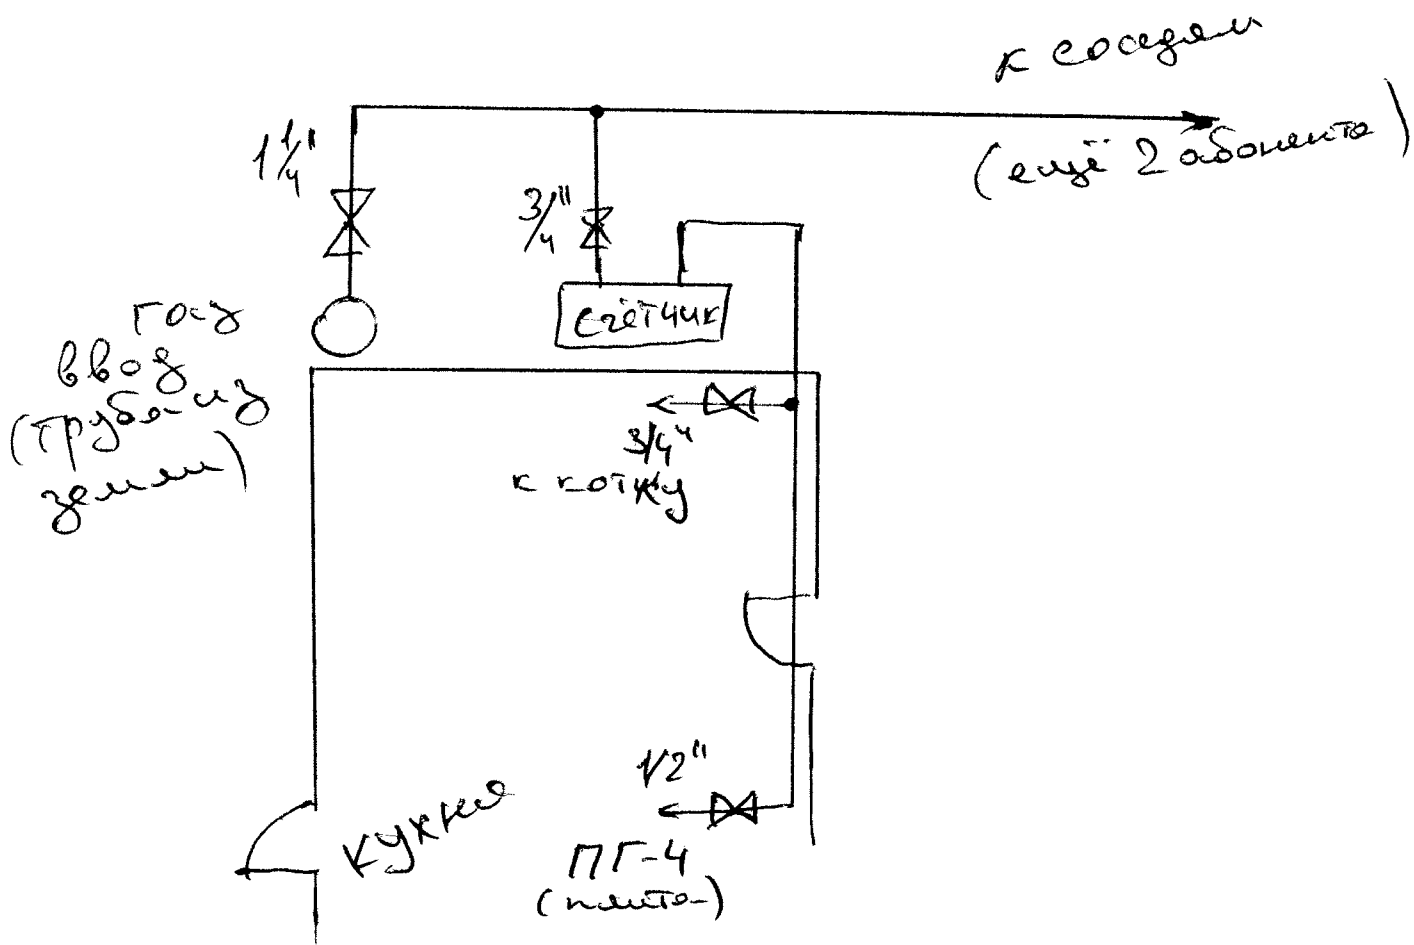 к соседям
(ещё 2 абонента)
1 1/4"
3/4"
счётчик
газ
ввод
(труба из
земли)
3/4"
к котлу
1/2"
кухня
ПГ-4
(плита)